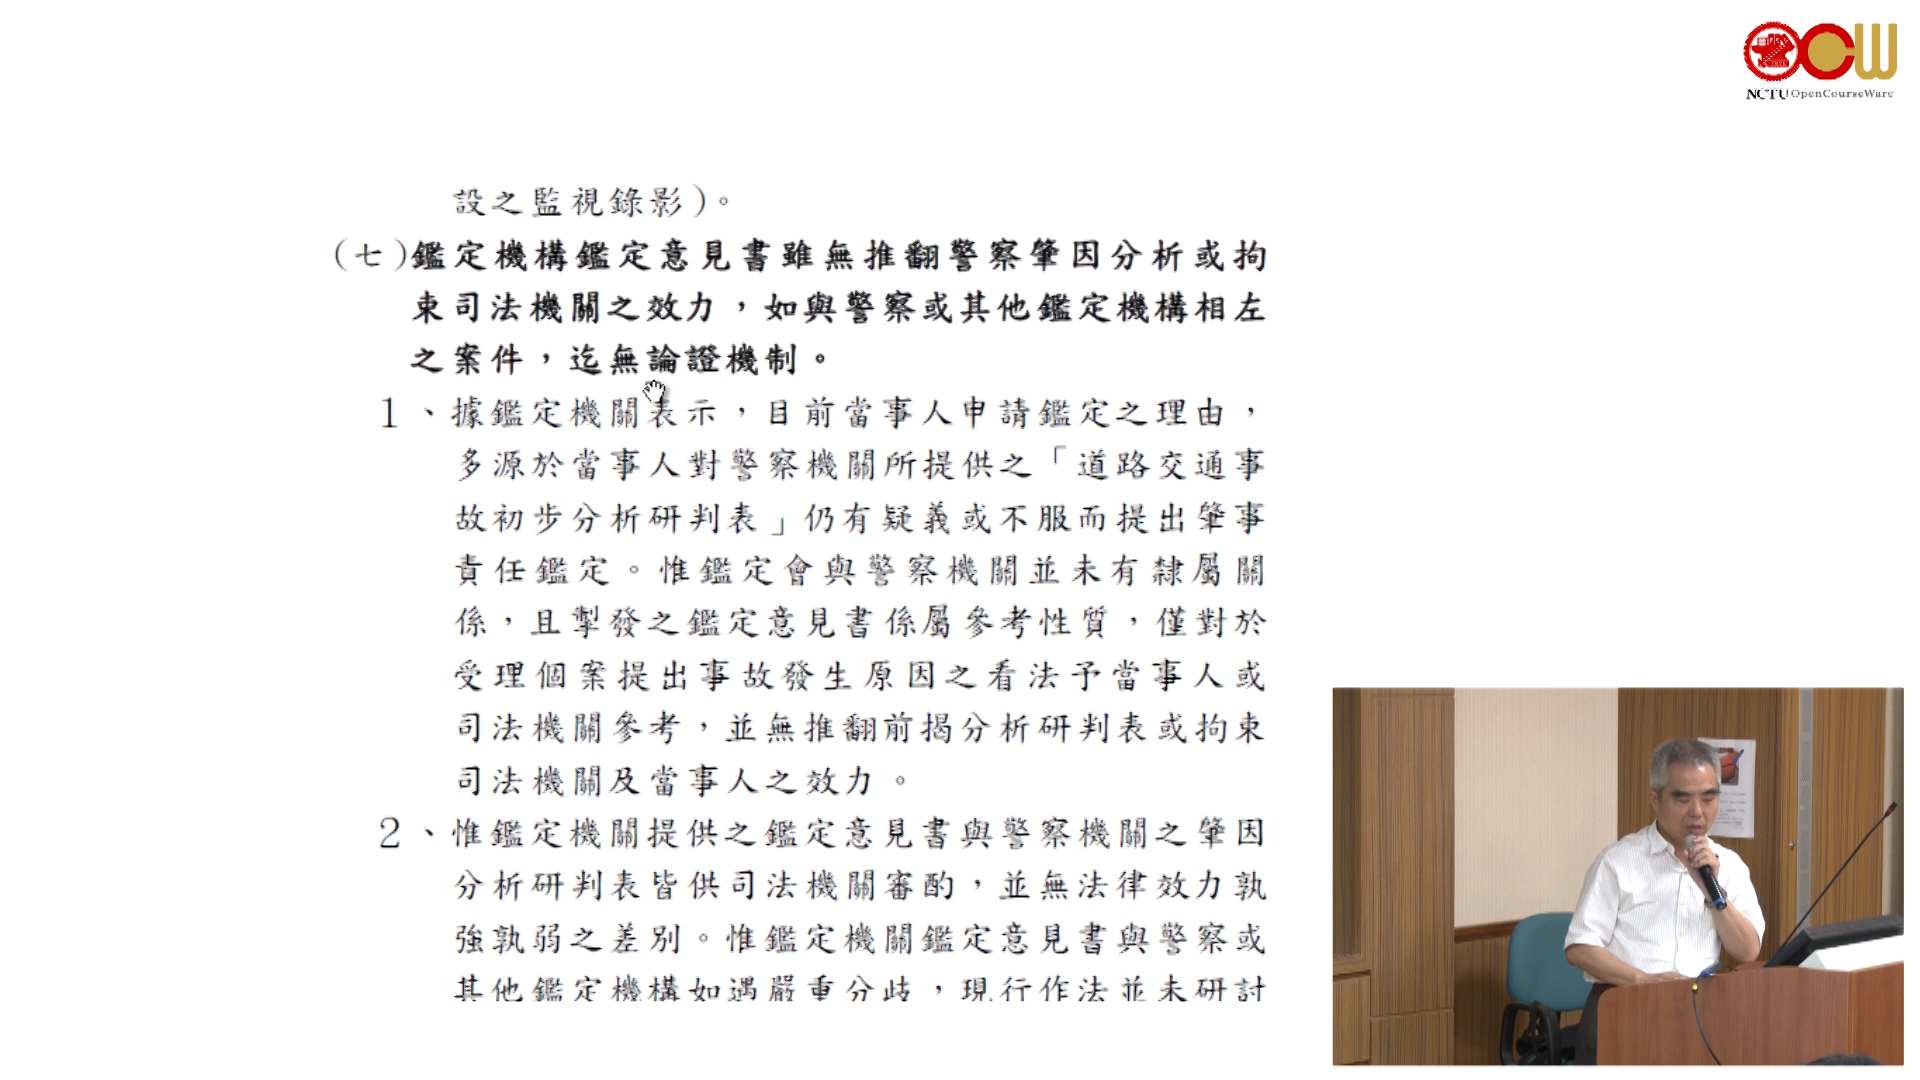 NCTU OpenCourseWare
設之監視錄影)。
(七)鑑定機構鑑定意見書雖無推翻警察肇因分析或拘
束司法機關之效力,如與警察或其他鑑定機構相左
之案件,迄無論證機制。
1、據鑑定機關表示,目前當事人申請鑑定之理由,
多源於當事人對警察機關所提供之「道路交通事
故初步分析研判表」仍有疑義或不服而提出肇事
責任鑑定。惟鑑定會與警察機關並未有隸屬關
係,且掣發之鑑定意見書係屬參考性質,僅對於
受理個案提出事故發生原因之看法予當事人或
司法機關參考,並無推翻前揭分析研判表或拘束
司法機關及當事人之效力。
2、惟鑑定機關提供之鑑定意見書與警察機關之肇因
分析研判表皆供司法機關審酌,並無法律效力孰
強孰弱之差別。惟鑑定機關鑑定意見書與警察或
其他鑑定機構如遇嚴重分歧,現行作法並未研討